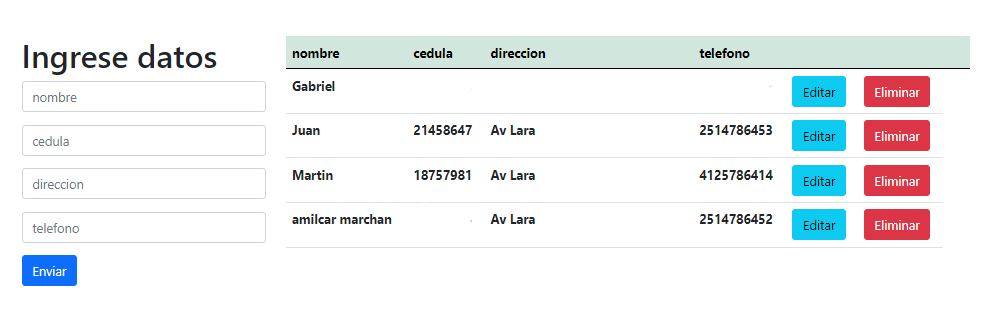 Ingrese datos
nombre
cedula
direccion
telefono
Enviar
nombre cedula direccion telefono
Gabriel Editar Eliminar
Juan 21458647 Av Lara 2514786453 Editar Eliminar
Martin 18757981 Av Lara 4125786414 Editar Eliminar
amilcar marchan Av Lara 2514786452 Editar Eliminar